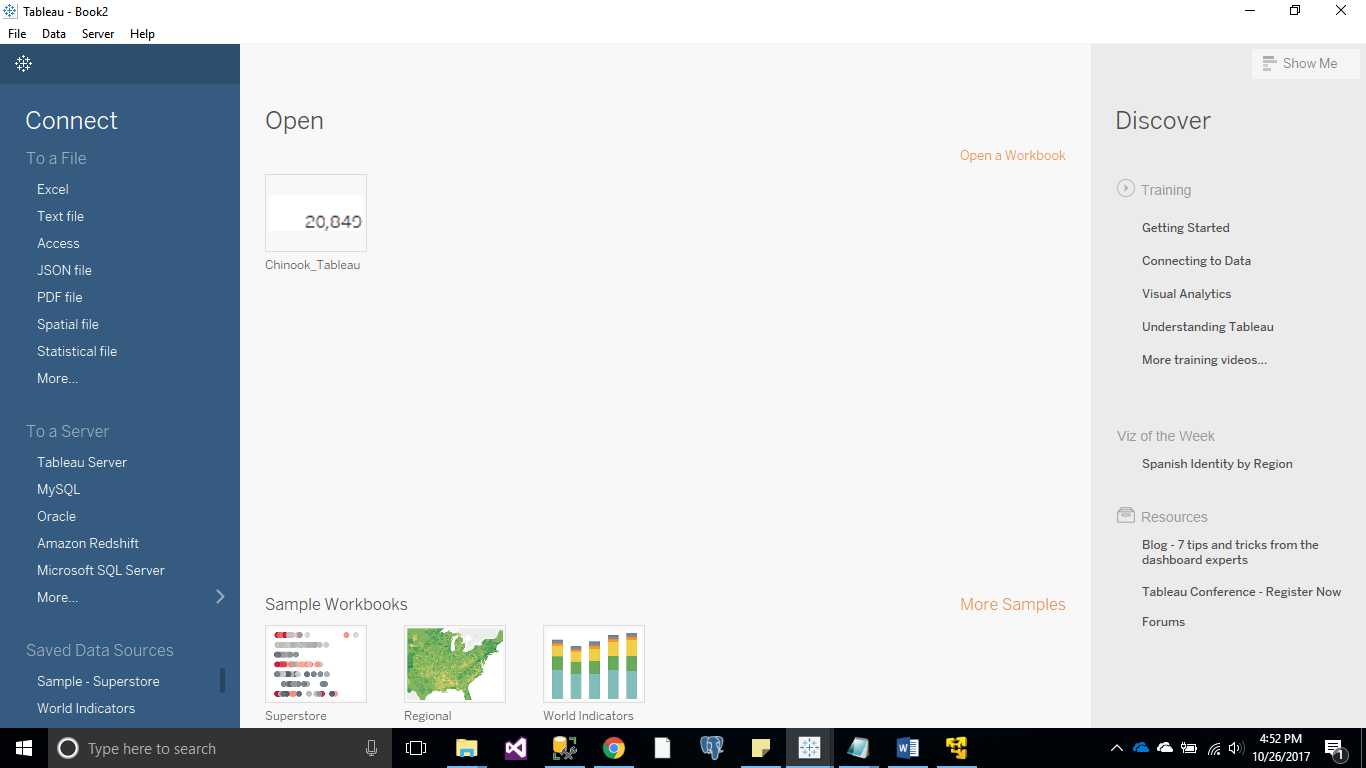 Tableau - Book2
File Data Server Help
Show Me
Connect
To a File
Excel
Text file
Access
JSON file
PDF file
Spatial file
Statistical file
More...
To a Server
Tableau Server
MySQL
Oracle
Amazon Redshift
Microsoft SQL Server
More...
Saved Data Sources
Sample - Superstore
World Indicators
Open
Open a Workbook
20,849
Chinook_Tableau
Sample Workbooks
More Samples
Superstore
Regional
World Indicators
Discover
Training
Getting Started
Connecting to Data
Visual Analytics
Understanding Tableau
More training videos...
Viz of the Week
Spanish Identity by Region
Resources
Blog - 7 tips and tricks from the
dashboard experts
Tableau Conference - Register Now
Forums
Type here to search
4:52 PM
10/26/2017
1